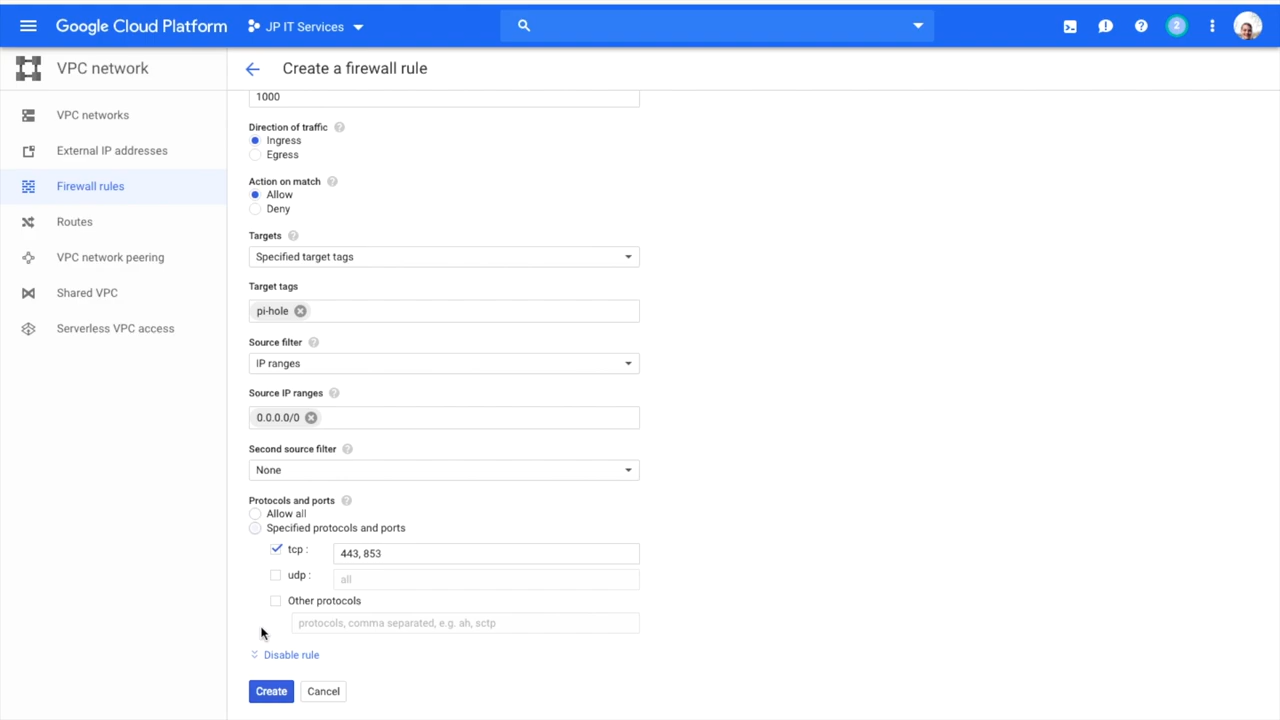 Google Cloud Platform
JP IT Services
2
VPC network
Create a firewall rule
VPC networks
External IP addresses
Firewall rules
Routes
VPC network peering
Shared VPC
Serverless VPC access
1000
Direction of traffic
Ingress
Egress
Action on match
Allow
Deny
Targets
Specified target tags
Target tags
pi-hole
Source filter
IP ranges
Source IP ranges
0.0.0.0/0
Second source filter
None
Protocols and ports
Allow all
Specified protocols and ports
tcp : 443, 853
udp : all
Other protocols
protocols, comma separated, e.g. ah, sctp
Disable rule
Create Cancel